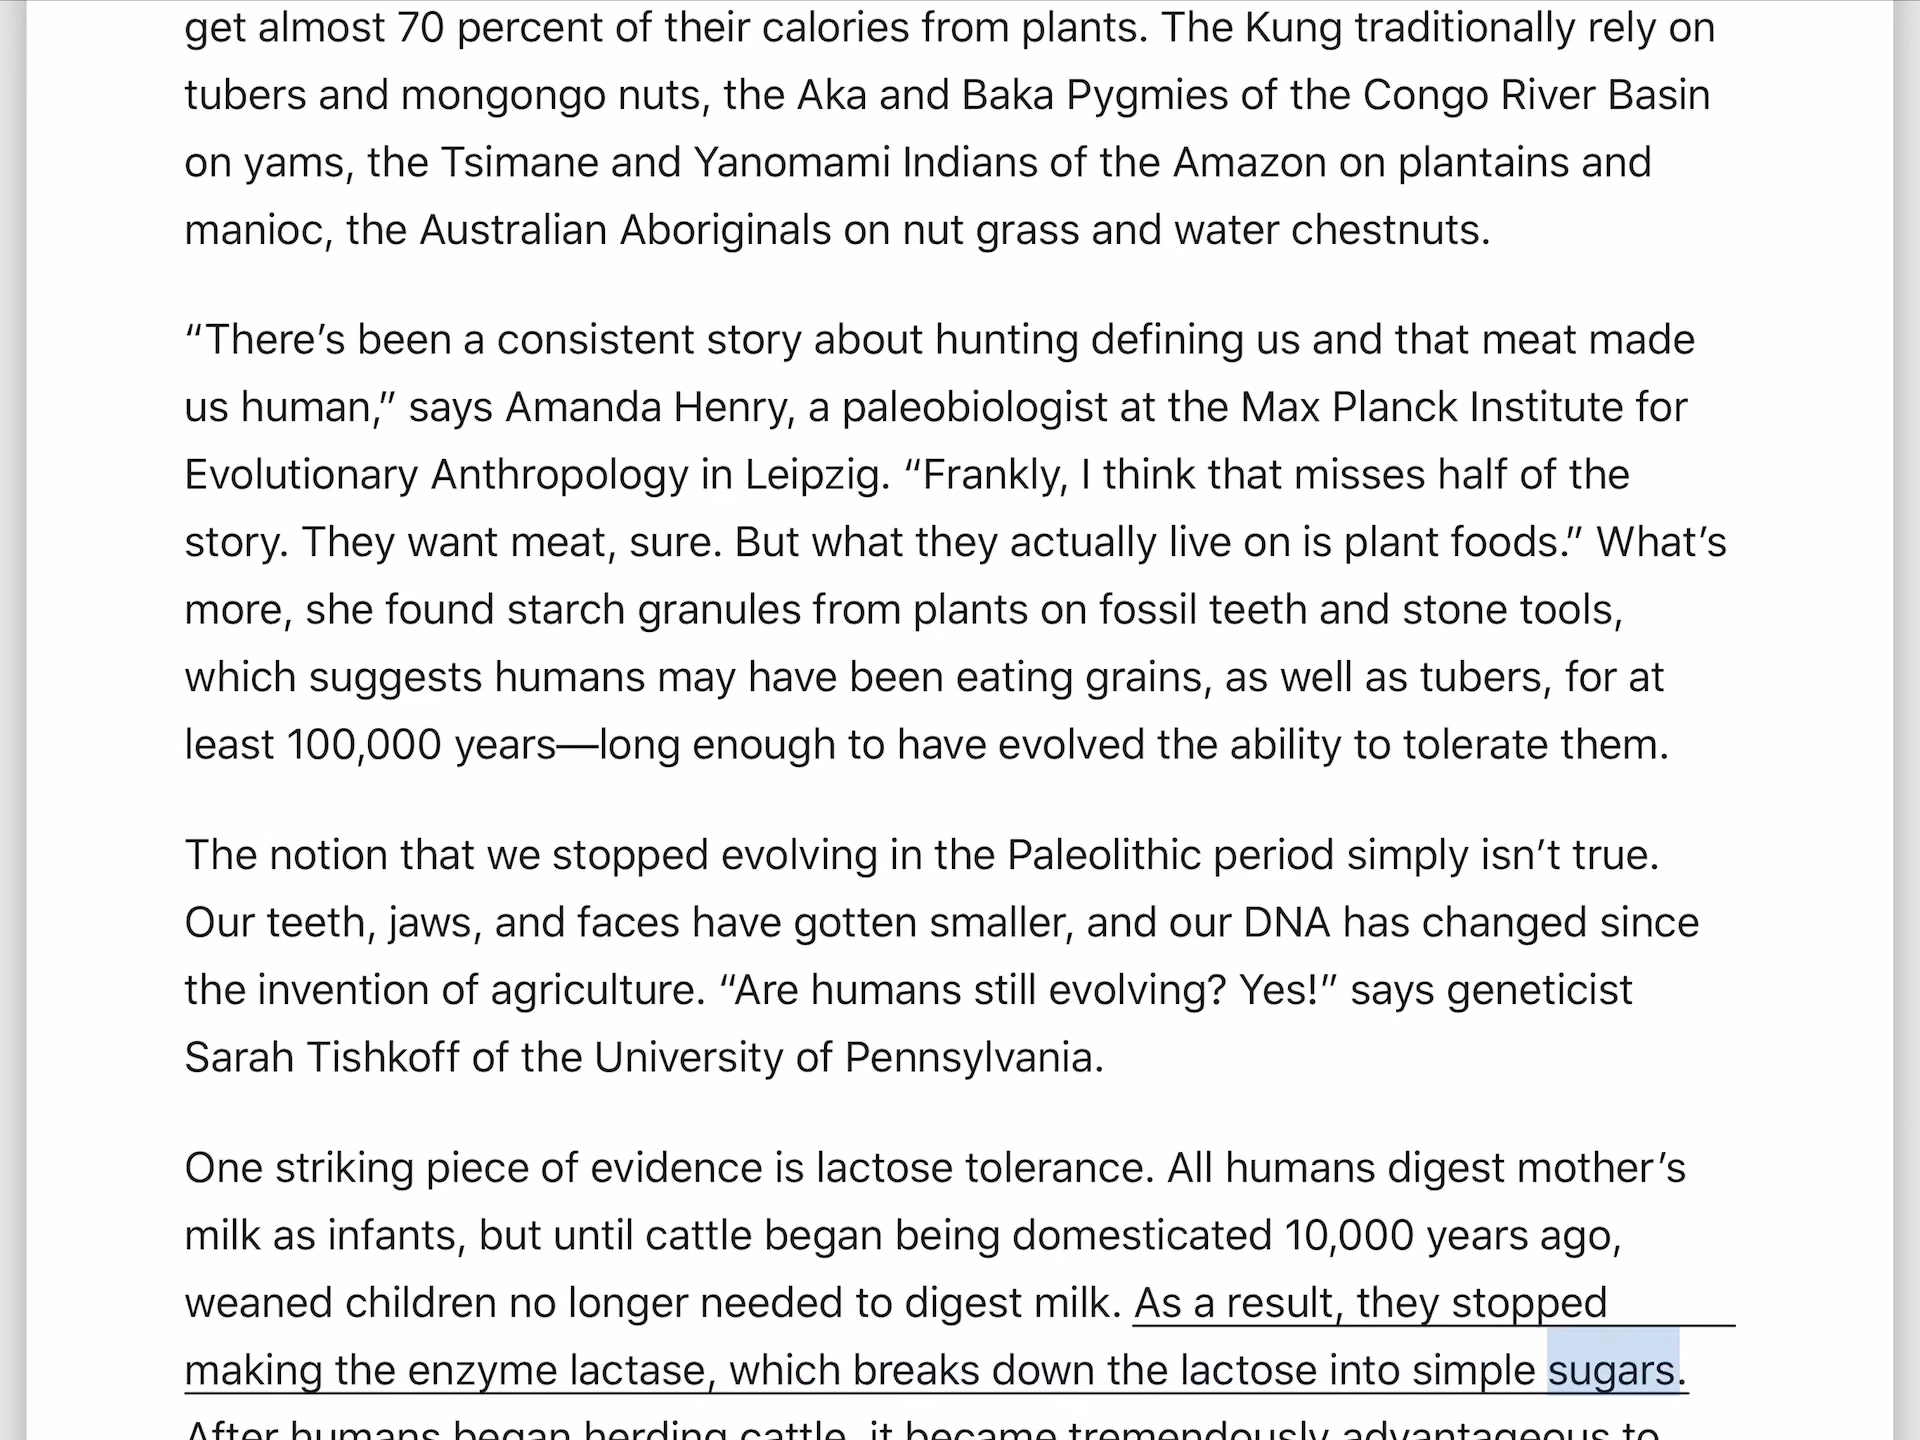 get almost 70 percent of their calories from plants. The Kung traditionally rely on
tubers and mongongo nuts, the Aka and Baka Pygmies of the Congo River Basin
on yams, the Tsimane and Yanomami Indians of the Amazon on plantains and
manioc, the Australian Aboriginals on nut grass and water chestnuts.
“There’s been a consistent story about hunting defining us and that meat made
us human,” says Amanda Henry, a paleobiologist at the Max Planck Institute for
Evolutionary Anthropology in Leipzig. “Frankly, I think that misses half of the
story. They want meat, sure. But what they actually live on is plant foods.” What’s
more, she found starch granules from plants on fossil teeth and stone tools,
which suggests humans may have been eating grains, as well as tubers, for at
least 100,000 years—long enough to have evolved the ability to tolerate them.
The notion that we stopped evolving in the Paleolithic period simply isn’t true.
Our teeth, jaws, and faces have gotten smaller, and our DNA has changed since
the invention of agriculture. “Are humans still evolving? Yes!” says geneticist
Sarah Tishkoff of the University of Pennsylvania.
One striking piece of evidence is lactose tolerance. All humans digest mother’s
milk as infants, but until cattle began being domesticated 10,000 years ago,
weaned children no longer needed to digest milk. As a result, they stopped
making the enzyme lactase, which breaks down the lactose into simple sugars.
After humans began herding cattle, it became tremendously advantageous to